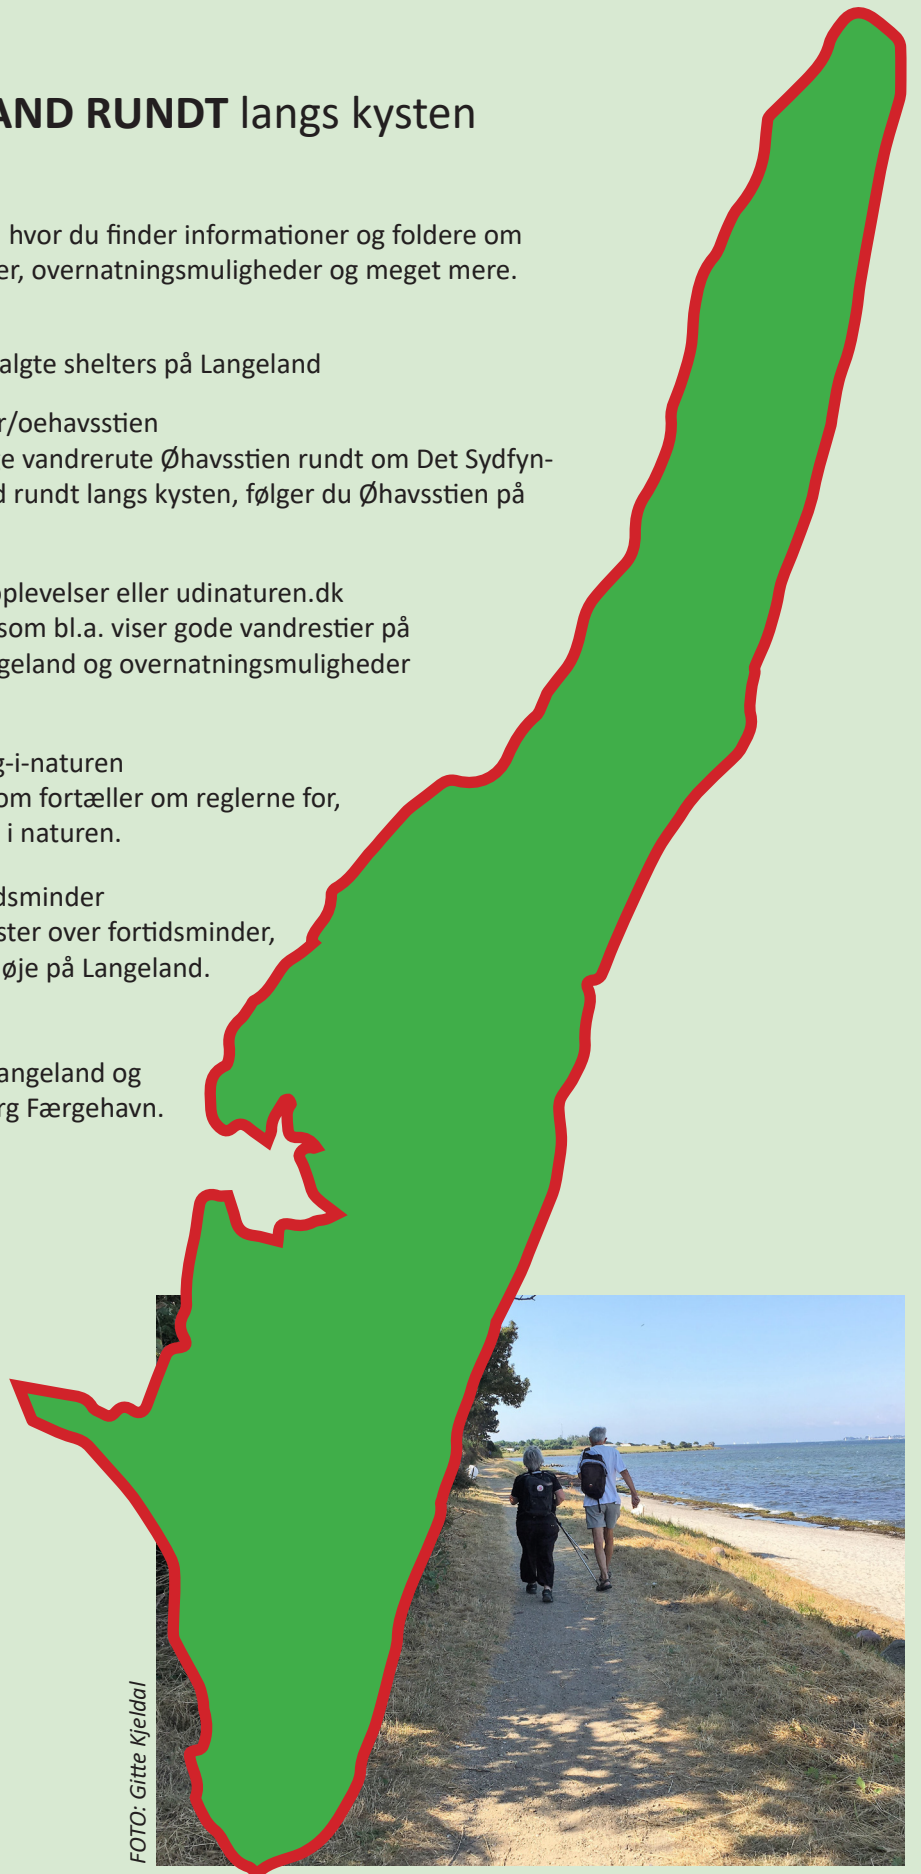 AND RUNDT langs kysten
hvor du finder informationer og foldere om
er, overnatningsmuligheder og meget mere.
algte shelters på Langeland
r/oehavsstien
e vandrerute Øhavsstien rundt om Det Sydfyn-
d rundt langs kysten, følger du Øhavsstien på
plevelser eller udinaturen.dk
som bl.a. viser gode vandrestier på
geland og overnatningsmuligheder
g-i-naturen
om fortæller om reglerne for,
i naturen.
dsminder
ster over fortidsminder,
øje på Langeland.
angeland og
rg Færgehavn.
FOTO: Gitte Kjeldal